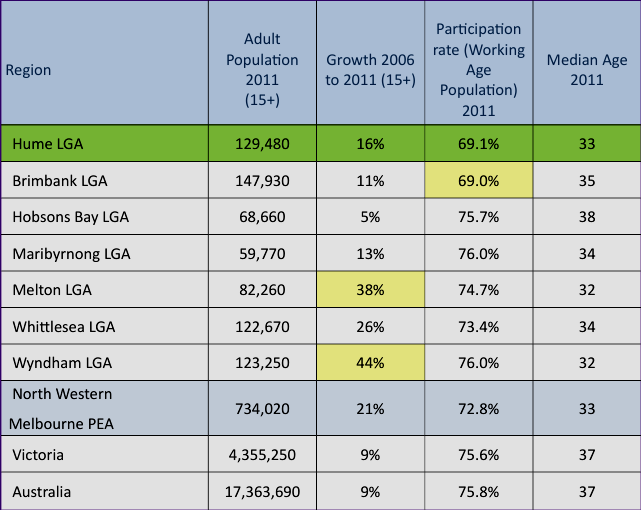 Region
Adult
Population
2011
(15+)
Growth 2006
to 2011 (15+)
Participation
rate (Working
Age
Population)
2011
Median Age
2011
Hume LGA 129,480 16% 69.1% 33
Brimbank LGA 147,930 11% 69.0% 35
Hobsons Bay LGA 68,660 5% 75.7% 38
Maribyrnong LGA 59,770 13% 76.0% 34
Melton LGA 82,260 38% 74.7% 32
Whittlesea LGA 122,670 26% 73.4% 34
Wyndham LGA 123,250 44% 76.0% 32
North Western
Melbourne PEA 734,020 21% 72.8% 33
Victoria 4,355,250 9% 75.6% 37
Australia 17,363,690 9% 75.8% 37